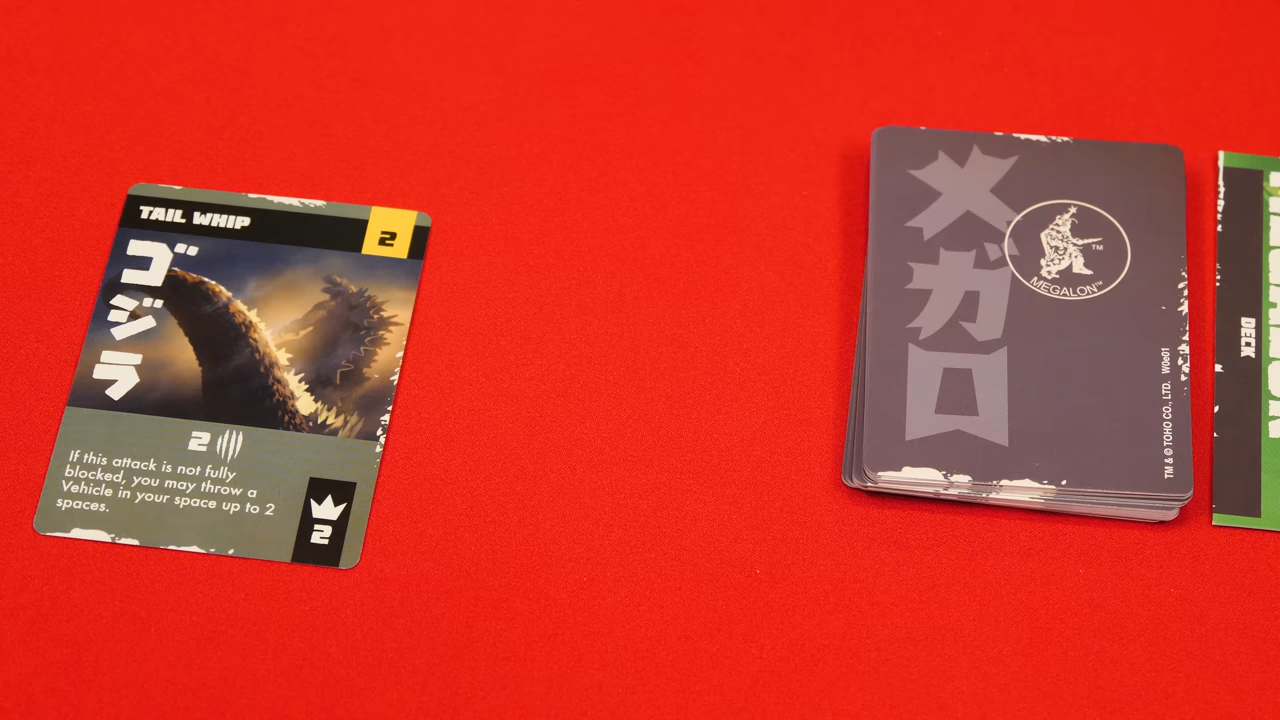 TAIL WHIP
2
ゴジラ
2
If this attack is not fully
blocked, you may throw a
Vehicle in your space up to 2
spaces.
2
メガロ
TM
MEGALON™
TM & © TOHO CO., LTD. W0e01
DECK